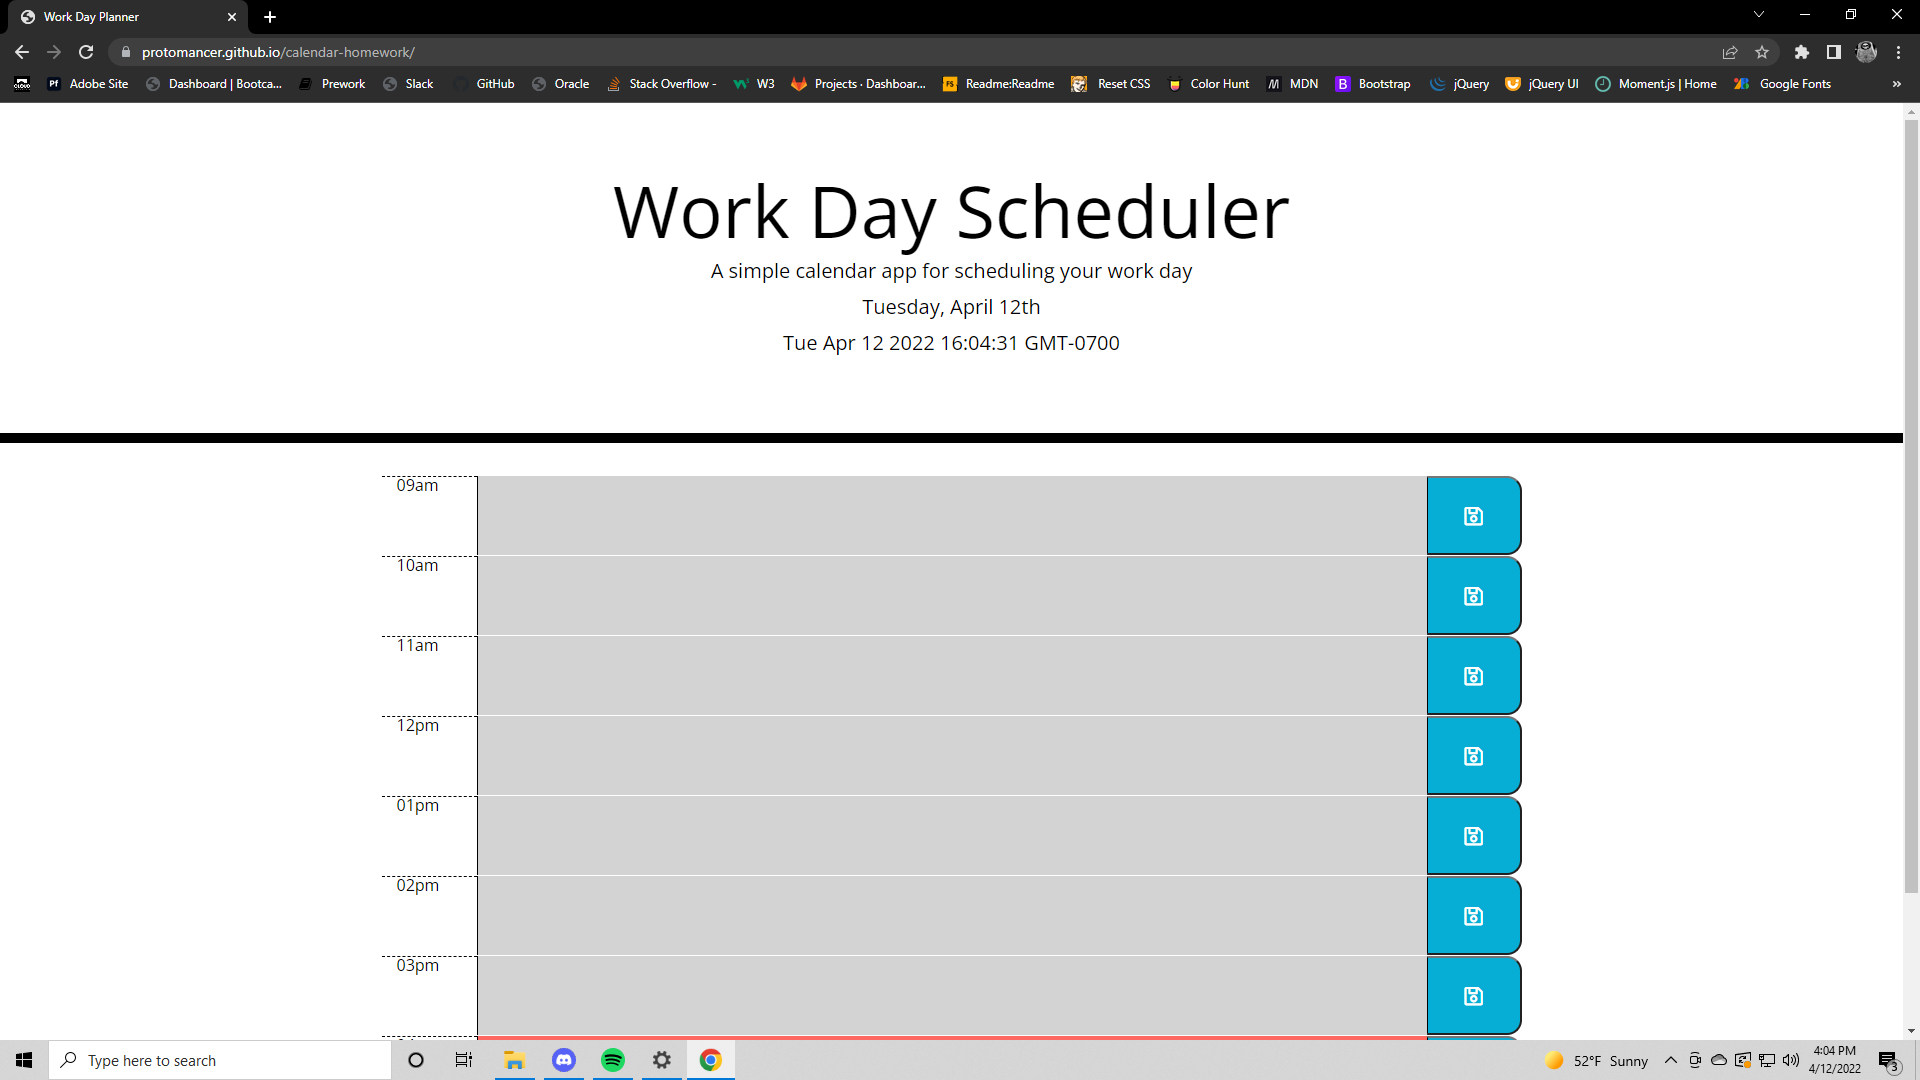 Work Day Planner
protomancer.github.io/calendar-homework/
Adobe Site Dashboard | Bootca... Prework Slack GitHub Oracle Stack Overflow - W3 Projects · Dashboar... Readme:Readme Reset CSS Color Hunt MDN Bootstrap jQuery jQuery UI Moment.js | Home Google Fonts »
Work Day Scheduler
A simple calendar app for scheduling your work day
Tuesday, April 12th
Tue Apr 12 2022 16:04:31 GMT-0700
09am
10am
11am
12pm
01pm
02pm
03pm
Type here to search
52°F Sunny
4:04 PM
4/12/2022
3